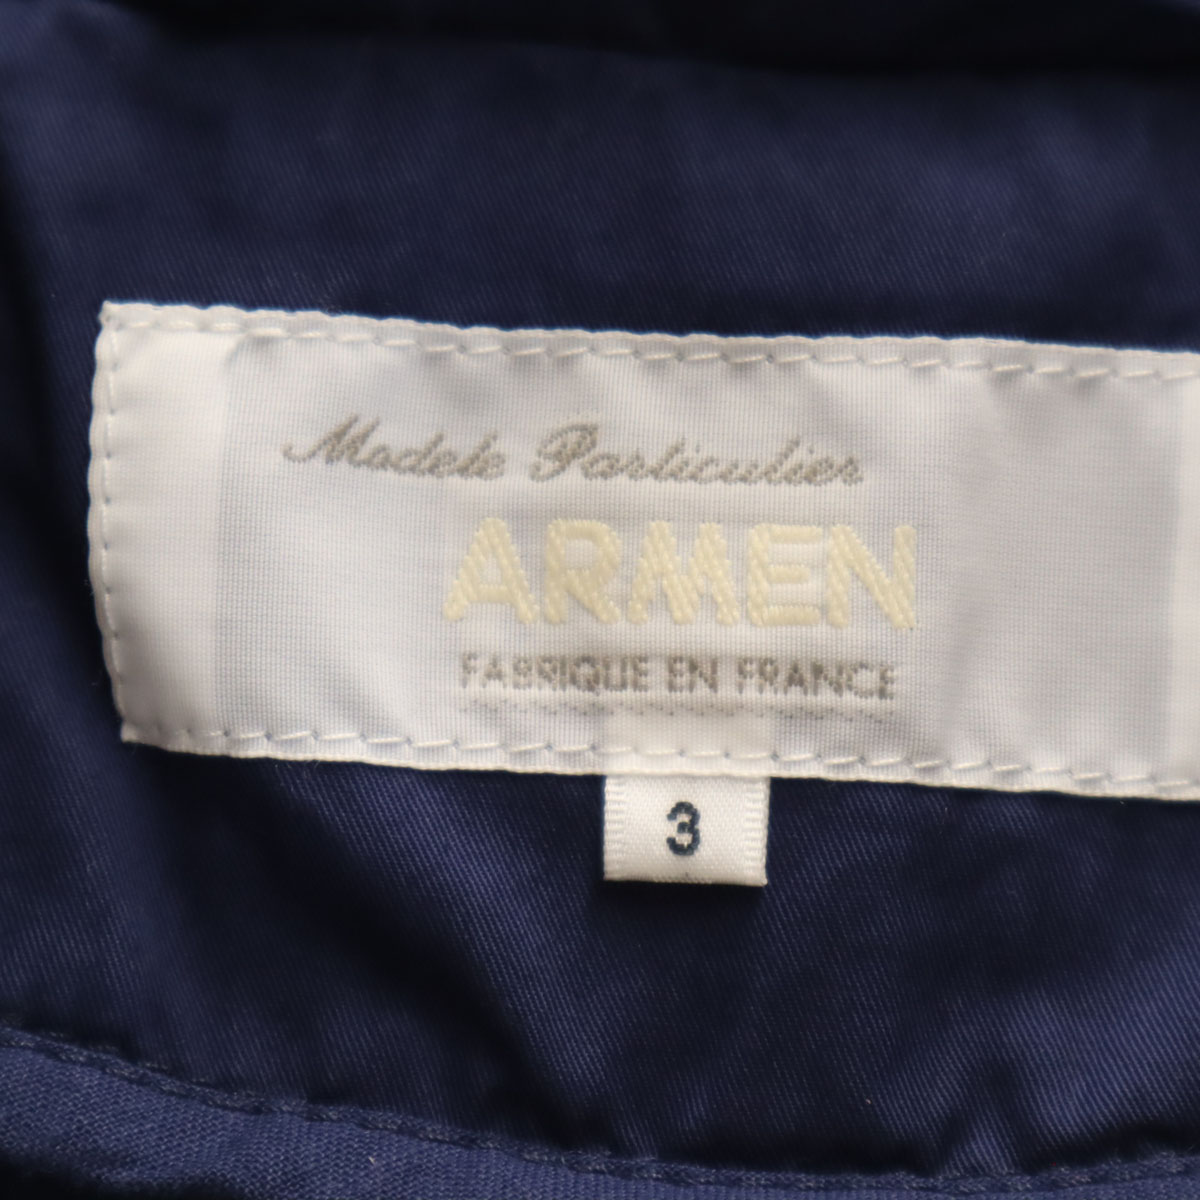 Modele Particulier
ARMEN
FABRIQUE EN FRANCE
3